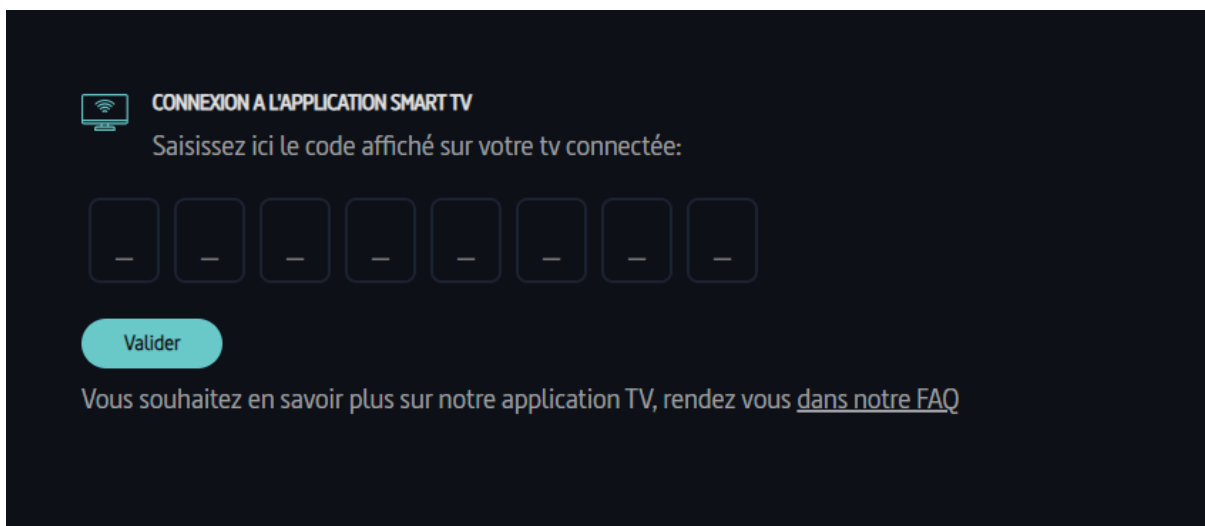 CONNEXION A L'APPLICATION SMART TV
Saisissez ici le code affiché sur votre tv connectée:
_ _ _ _ _ _ _ _
Valider
Vous souhaitez en savoir plus sur notre application TV, rendez vous dans notre FAQ